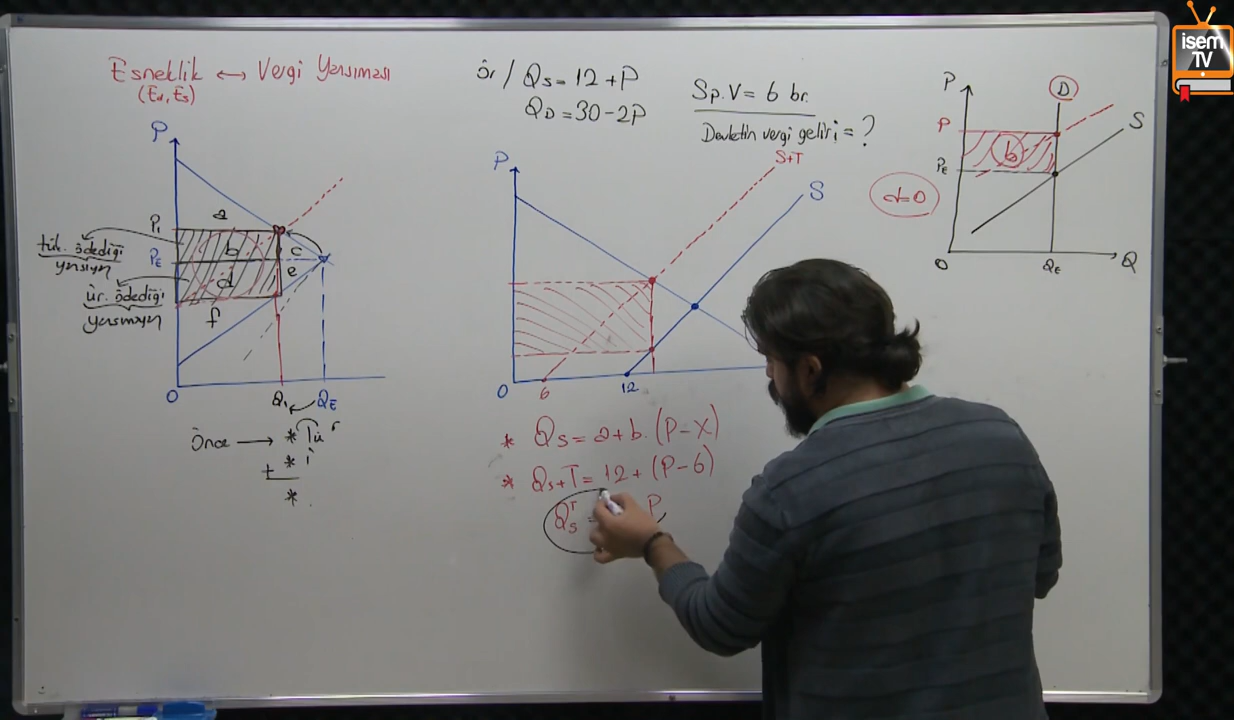 isem
TV
Esneklik ↔ Vergi Yansıması
(Ed, Es)
P
P1
PE
a
b
c
d
e
f
tük. ödediği
yansıyan
ür. ödediği
yansımayan
0
Q1
QE
Önce → *
+ * i
*
ör/ QS = 12 + P
QD = 30 - 2P
Sp.V = 6 br.
Devletin vergi geliri = ?
P
S+T
S
0
6
12
* QS = a + b. (P - X)
* QS+T = 12 + (P - 6)
QS^T =
P
P
P
PE
D
S
b
d=0
0
QE
Q